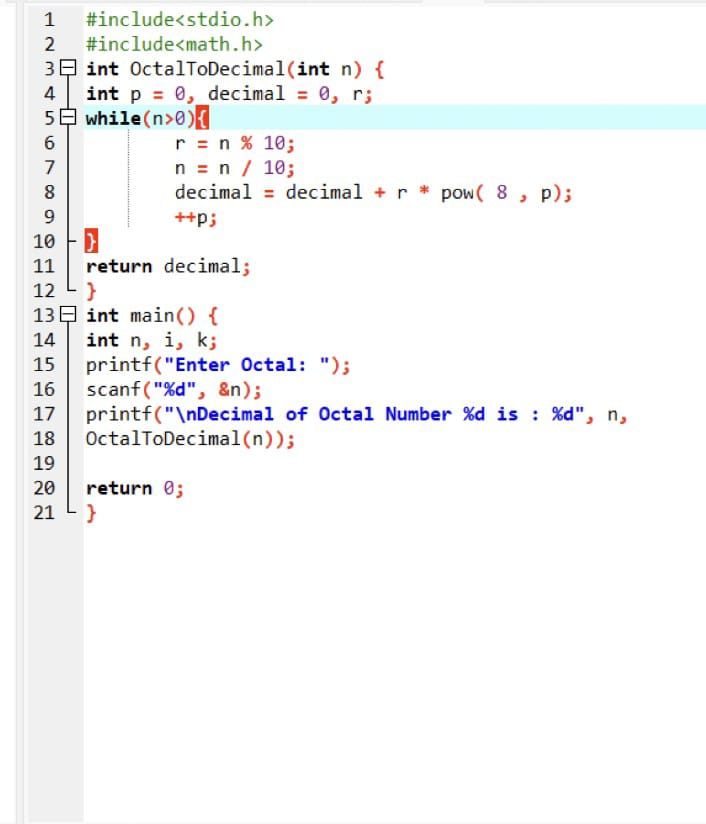 1 #include<stdio.h>
2 #include<math.h>
3 int OctalToDecimal(int n) {
4 int p = 0, decimal = 0, r;
5 while(n>0){
6 r = n % 10;
7 n = n / 10;
8 decimal = decimal + r * pow( 8 , p);
9 ++p;
10 }
11 return decimal;
12 }
13 int main() {
14 int n, i, k;
15 printf("Enter Octal: ");
16 scanf("%d", &n);
17 printf("\nDecimal of Octal Number %d is : %d", n,
18 OctalToDecimal(n));
19
20 return 0;
21 }